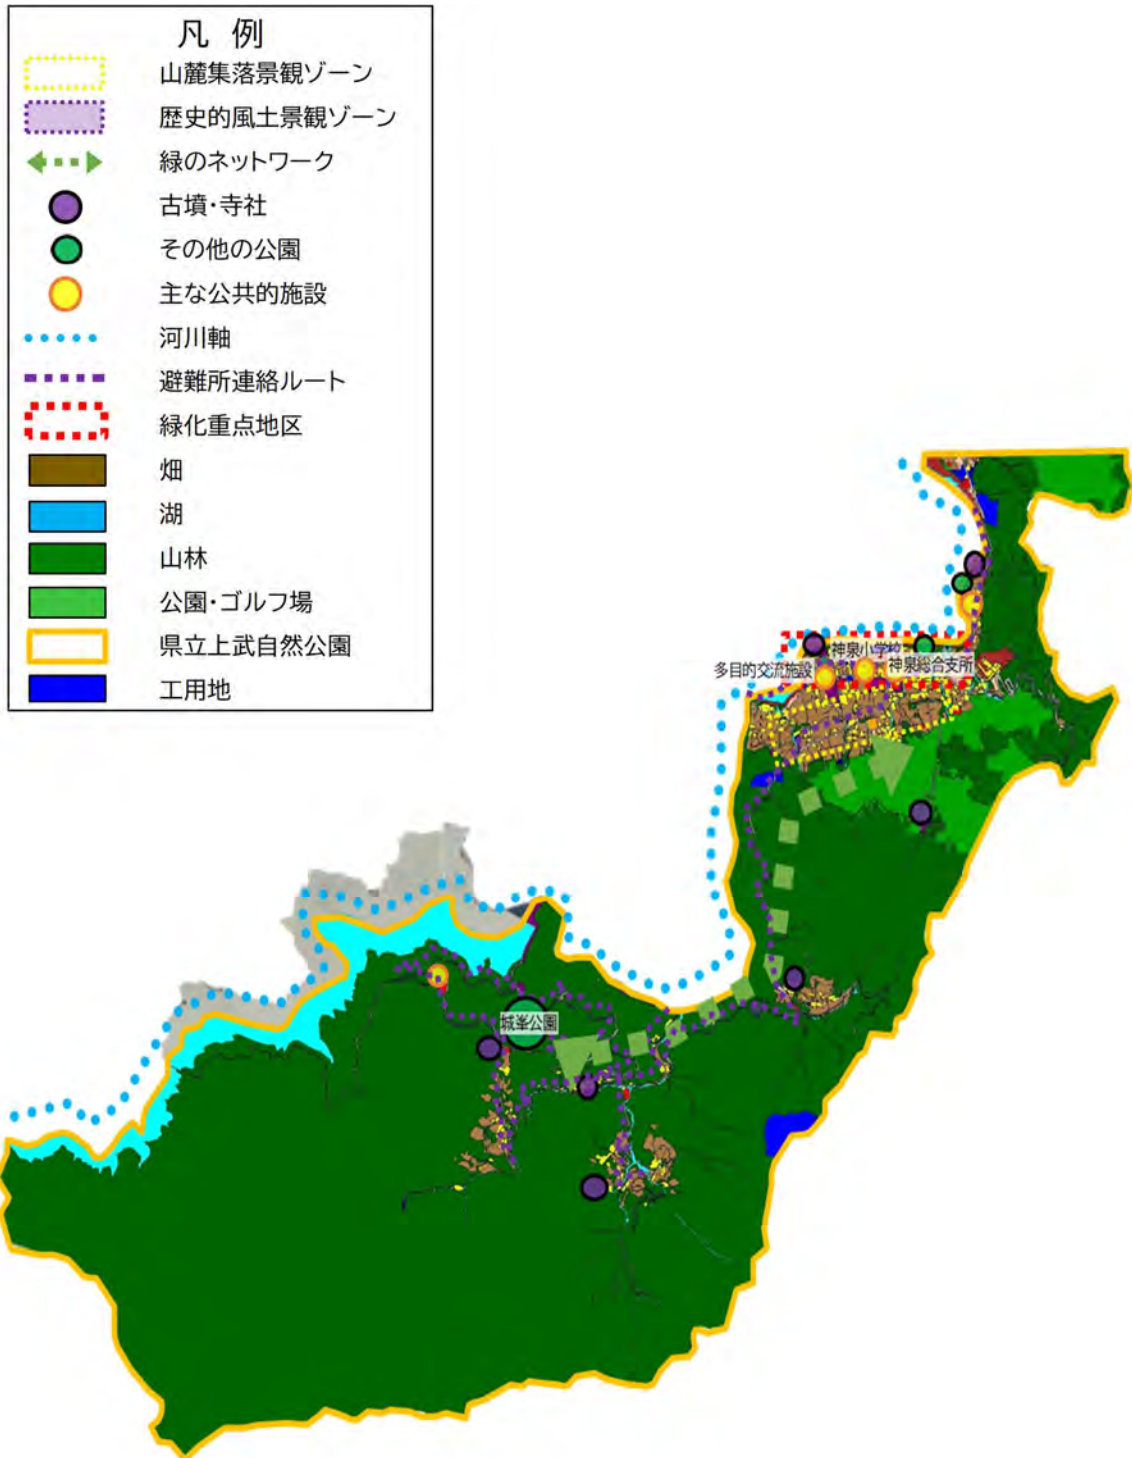 凡 例
山麓集落景観ゾーン
歴史的風土景観ゾーン
緑のネットワーク
古墳・寺社
その他の公園
主な公共的施設
河川軸
避難所連絡ルート
緑化重点地区
畑
湖
山林
公園・ゴルフ場
県立上武自然公園
工用地
神泉小学校
多目的交流施設
神泉総合支所
城峯公園